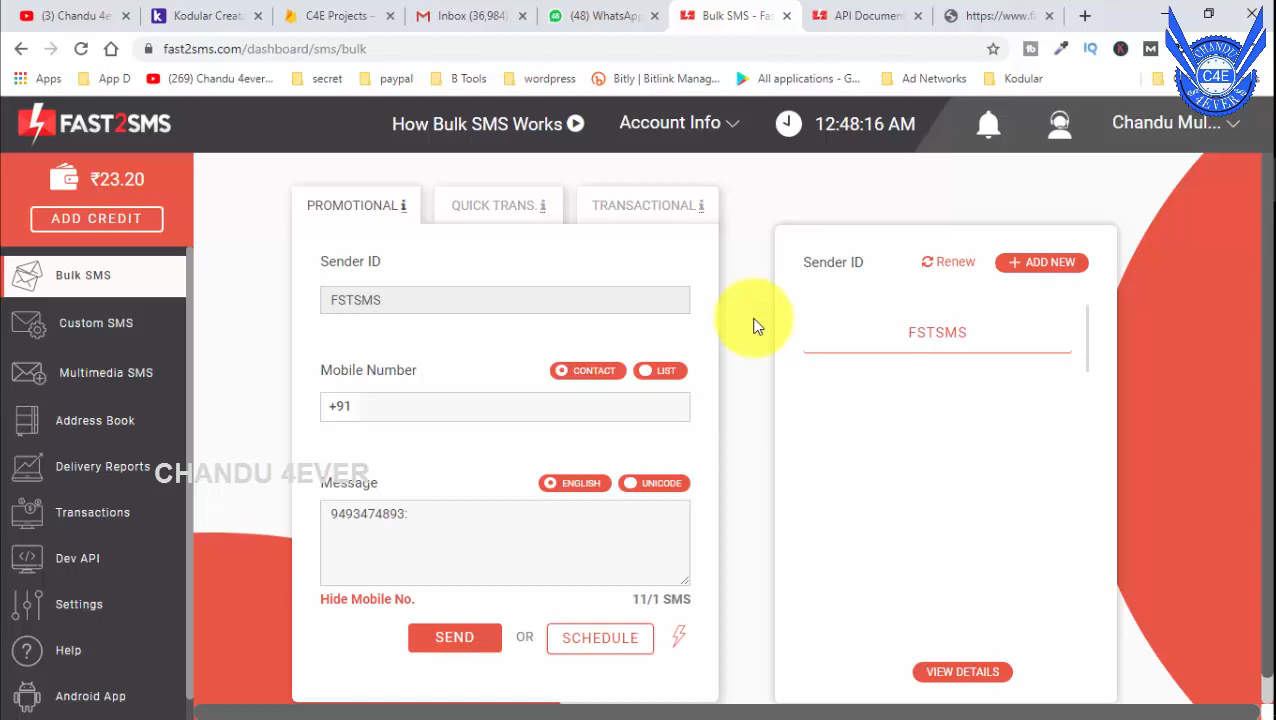 (3) Chandu 4Ever
Kodular Creat
C4E Projects –
Inbox (36,984
(48) WhatsApp
Bulk SMS - Fas
API Document
https://www.fa
fast2sms.com/dashboard/sms/bulk
Apps
App D
(269) Chandu 4ever...
secret
paypal
B Tools
wordpress
Bitly | Bitlink Manag...
All applications - G...
Ad Networks
Kodular
CHANDU
C4E
4EVER'S
FAST2SMS
How Bulk SMS Works
Account Info
12:48:16 AM
Chandu Mul...
₹23.20
ADD CREDIT
Bulk SMS
Custom SMS
Multimedia SMS
Address Book
Delivery Reports
Transactions
Dev API
Settings
Help
Android App
PROMOTIONAL
QUICK TRANS.
TRANSACTIONAL
Sender ID
FSTSMS
Mobile Number
CONTACT
LIST
+91
CHANDU 4EVER
Message
ENGLISH
UNICODE
9493474893:
Hide Mobile No.
11/1 SMS
SEND
OR
SCHEDULE
Sender ID
Renew
ADD NEW
FSTSMS
VIEW DETAILS